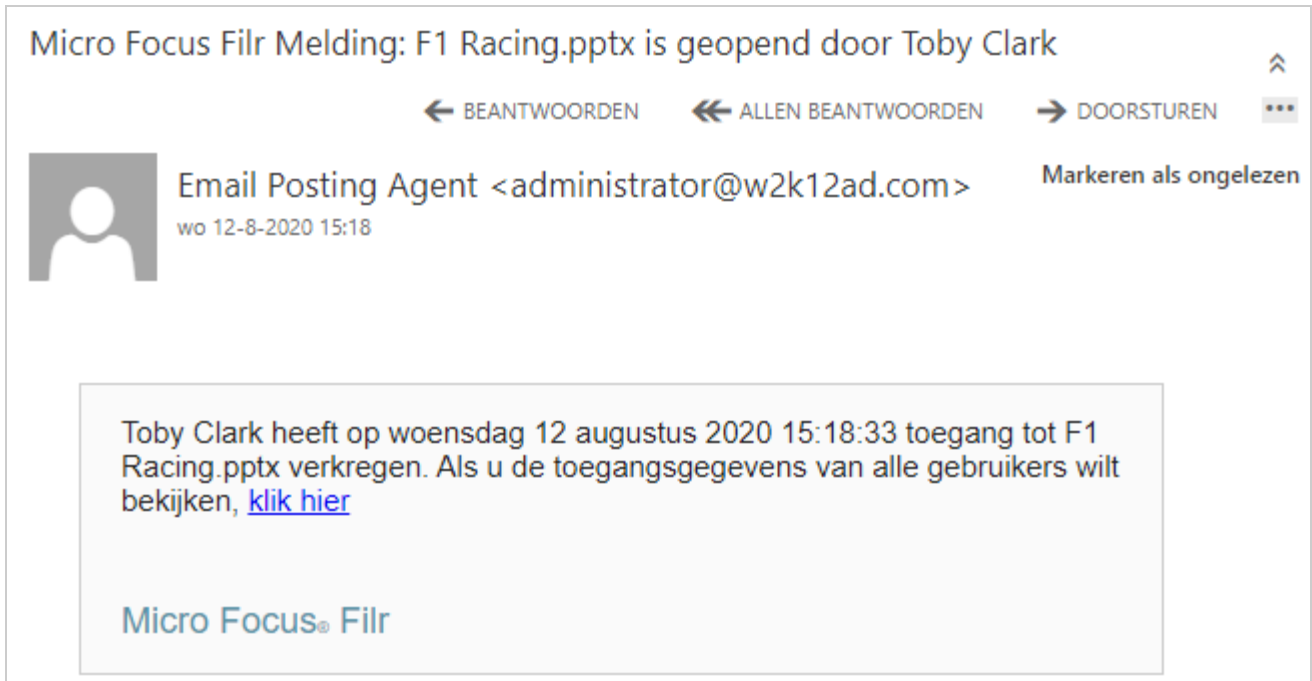 Micro Focus Filr Melding: F1 Racing.pptx is geopend door Toby Clark
BEANTWOORDEN ALLEN BEANTWOORDEN DOORSTUREN
Email Posting Agent <administrator@w2k12ad.com> Markeren als ongelezen
wo 12-8-2020 15:18
Toby Clark heeft op woensdag 12 augustus 2020 15:18:33 toegang tot F1
Racing.pptx verkregen. Als u de toegangsgegevens van alle gebruikers wilt
bekijken, klik hier
Micro Focus® Filr